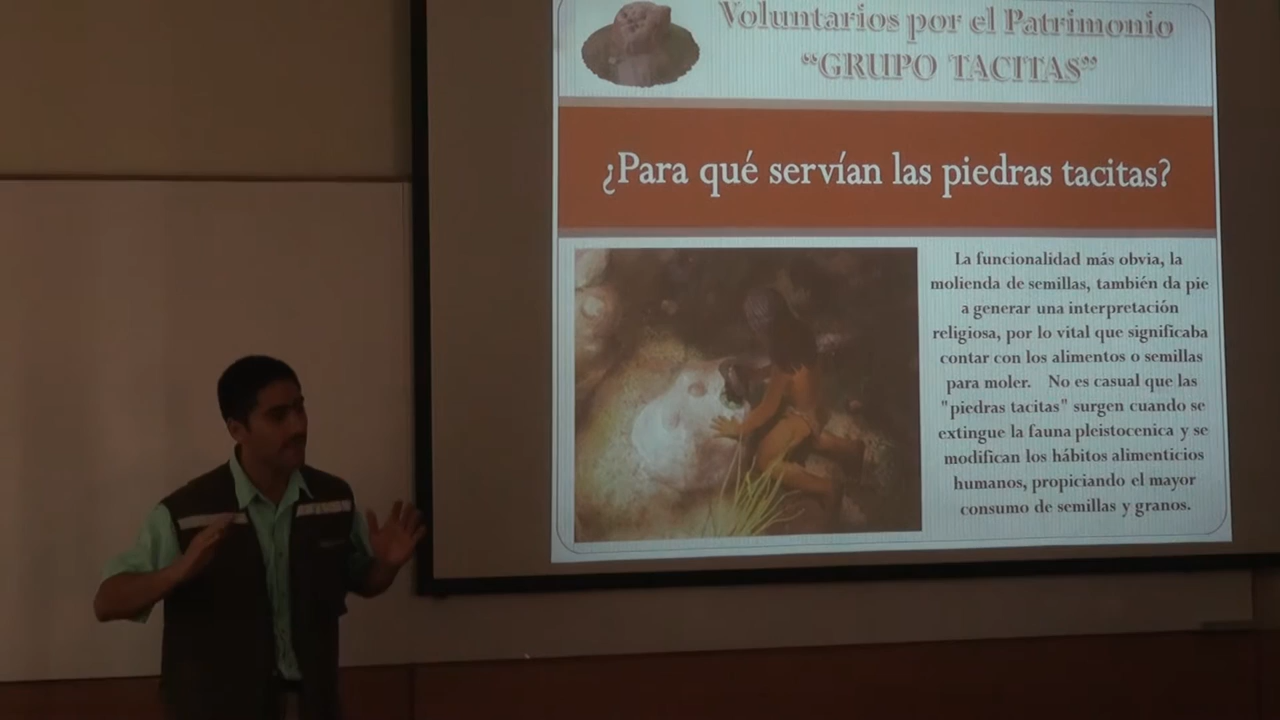 Voluntarios por el Patrimonio
“GRUPO TACITAS”
¿Para qué servían las piedras tacitas?
La funcionalidad más obvia, la
molienda de semillas, también da pie
a generar una interpretación
religiosa, por lo vital que significaba
contar con los alimentos o semillas
para moler. No es casual que las
"piedras tacitas" surgen cuando se
extingue la fauna pleistocenica y se
modifican los hábitos alimenticios
humanos, propiciando el mayor
consumo de semillas y granos.